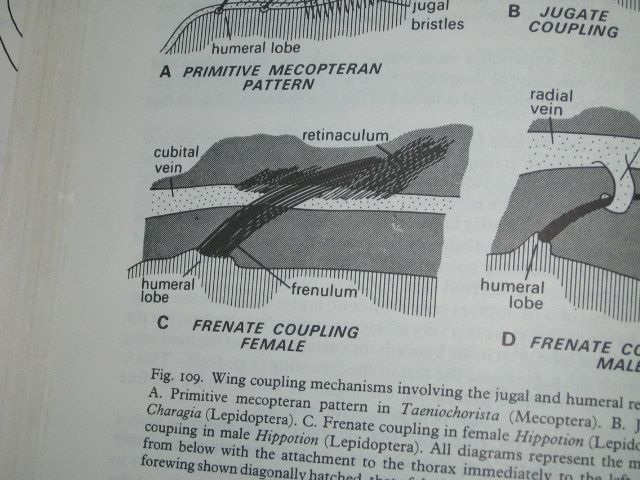 jugal
bristles
humeral lobe
A PRIMITIVE MECOPTERAN
PATTERN
B JUGATE
COUPLING
radial
vein
retinaculum
cubital
vein
humeral
lobe
frenulum
humeral
lobe
C FRENATE COUPLING
FEMALE
D FRENATE CO
MALE
Fig. 109. Wing coupling mechanisms involving the jugal and humeral re
A. Primitive mecopteran pattern in Taeniochorista (Mecoptera). B. J
Charagia (Lepidoptera). C. Frenate coupling in female Hippotion (Lepido
coupling in male Hippotion (Lepidoptera). All diagrams represent the m
from below with the attachment to the thorax immediately to the left
forewing shown diagonally hatched, that of